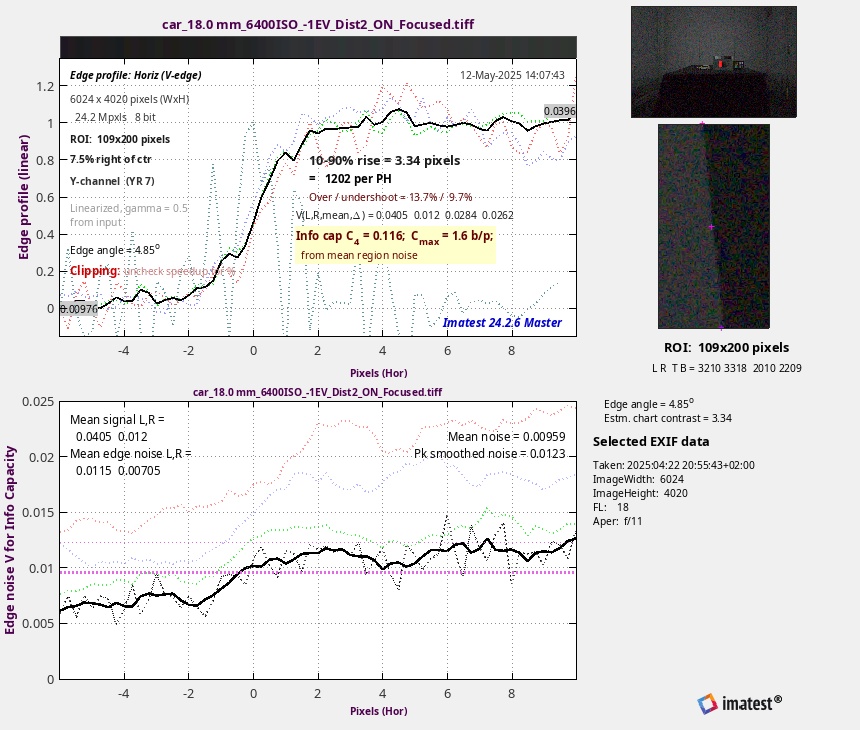 car_18.0 mm_6400ISO_-1EV_Dist2_ON_Focused.tiff
Edge profile: Horiz (V-edge)
12-May-2025 14:07:43
6024 x 4020 pixels (WxH)
24.2 Mpxls 8 bit
ROI: 109x200 pixels
7.5% right of ctr
Y-channel (YR 7)
Linearized, gamma = 0.5
from input
Edge angle = 4.85º
Clipping: uncheck speedup for %
0.0396
10-90% rise = 3.34 pixels
= 1202 per PH
Over / undershoot = 13.7% / 9.7%
V(L,R,mean,Δ) = 0.0405 0.012 0.0284 0.0262
Info cap C4 = 0.116; Cmax = 1.6 b/p;
from mean region noise
0.00976
Imatest 24.2.6 Master
Edge profile (linear)
1.2
1
0.8
0.6
0.4
0.2
0
-4 -2 0 2 4 6 8
Pixels (Hor)
ROI: 109x200 pixels
L R T B = 3210 3318 2010 2209
car_18.0 mm_6400ISO_-1EV_Dist2_ON_Focused.tiff
Mean signal L,R =
0.0405 0.012
Mean edge noise L,R =
0.0115 0.00705
Mean noise = 0.00959
Pk smoothed noise = 0.0123
Edge noise V for Info Capacity
0.025
0.02
0.015
0.01
0.005
0
-4 -2 0 2 4 6 8
Pixels (Hor)
Edge angle = 4.85º
Estm. chart contrast = 3.34
Selected EXIF data
Taken: 2025:04:22 20:55:43+02:00
ImageWidth: 6024
ImageHeight: 4020
FL: 18
Aper: f/11
imatest®